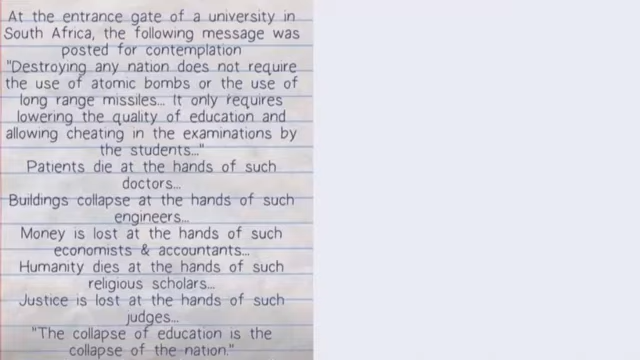 At the entrance gate of a university in
South Africa, the following message was
posted for contemplation
"Destroying any nation does not require
the use of atomic bombs or the use of
long range missiles... It only requires
lowering the quality of education and
allowing cheating in the examinations by
the students..."
Patients die at the hands of such
doctors...
Buildings collapse at the hands of such
engineers...
Money is lost at the hands of such
economists & accountants...
Humanity dies at the hands of such
religious scholars...
Justice is lost at the hands of such
judges...
"The collapse of education is the
collapse of the nation."